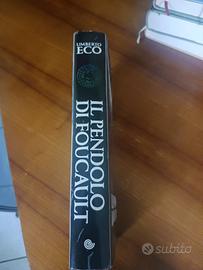 UMBERTO
ECO
IL PENDOLO
DI FOUCAULT
subito